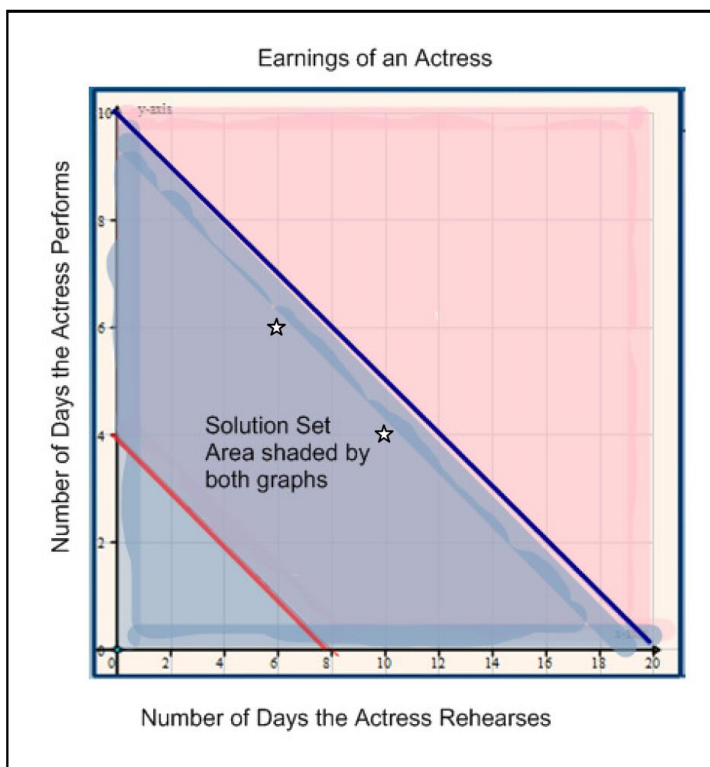 Earnings of an Actress
y-axis
Number of Days the Actress Performs
10
8
6
4
2
0
Solution Set
Area shaded by
both graphs
0 2 4 6 8 10 12 14 16 18 20
Number of Days the Actress Rehearses